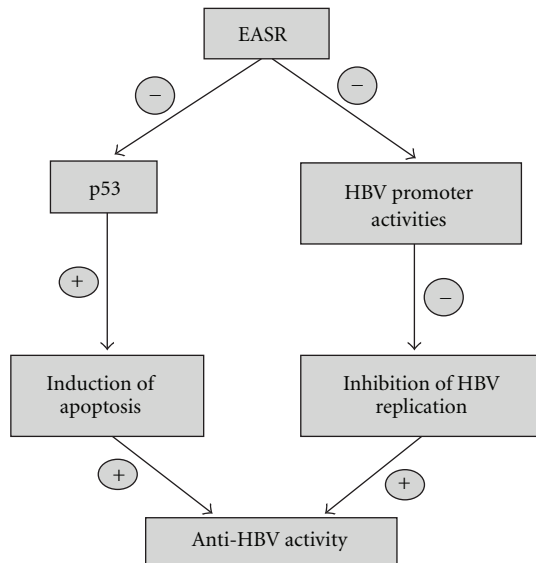 EASR
−
−
p53
HBV promoter
activities
+
−
Induction of
apoptosis
Inhibition of HBV
replication
+
+
Anti-HBV activity